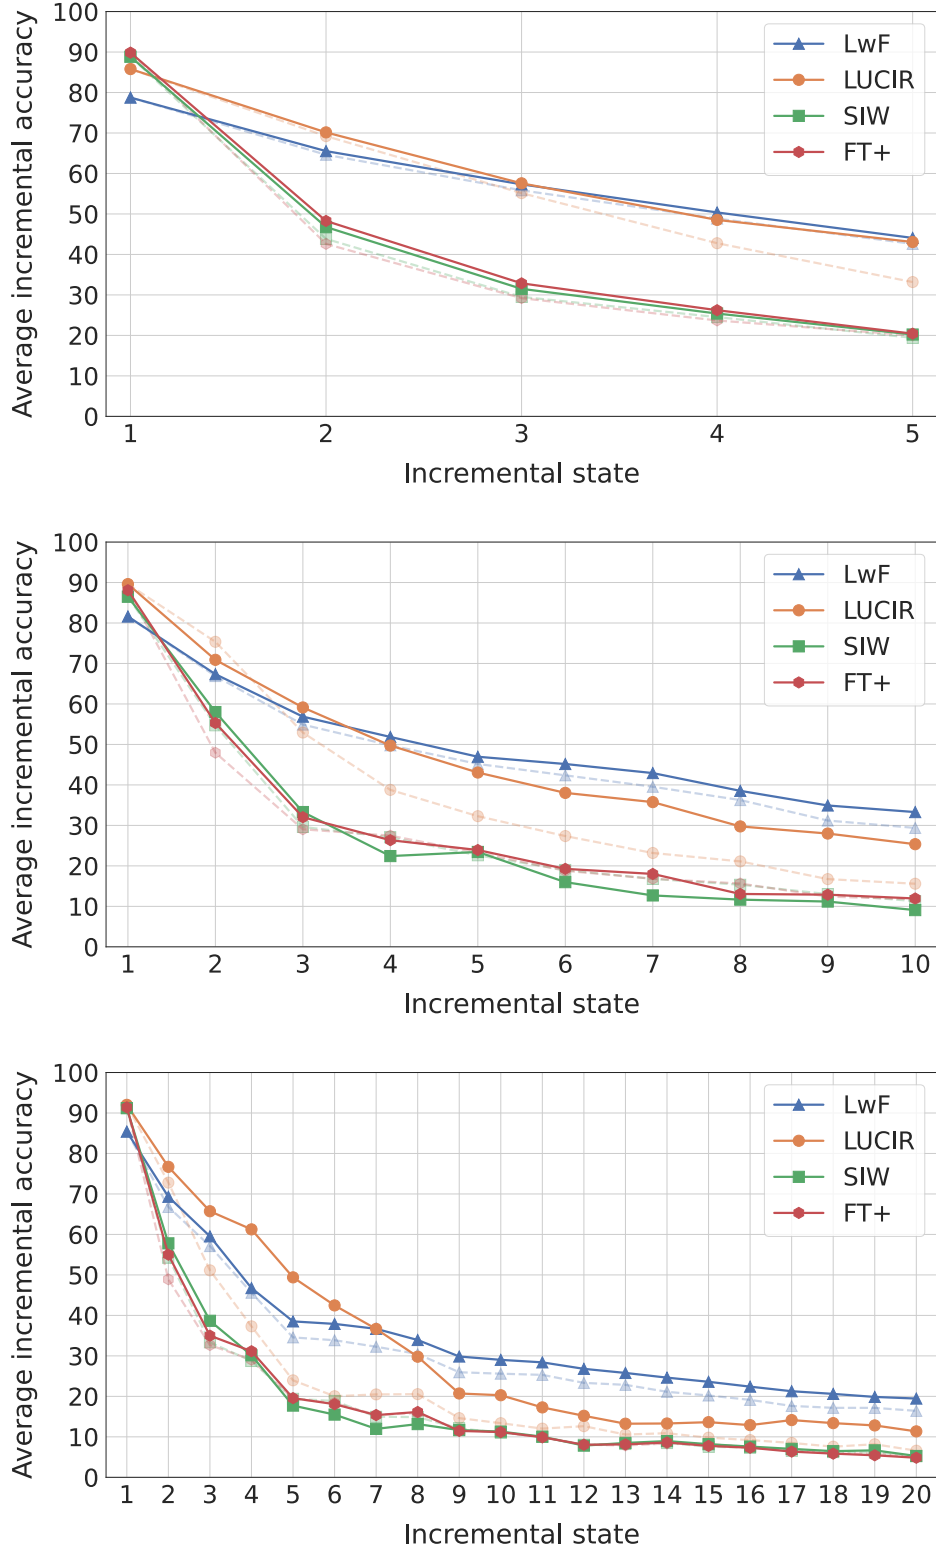 Average incremental accuracy
100
90
80
70
60
50
40
30
20
10
0
LwF
LUCIR
SIW
FT+
1 2 3 4 5
Incremental state
Average incremental accuracy
100
90
80
70
60
50
40
30
20
10
0
LwF
LUCIR
SIW
FT+
1 2 3 4 5 6 7 8 9 10
Incremental state
Average incremental accuracy
100
90
80
70
60
50
40
30
20
10
0
LwF
LUCIR
SIW
FT+
1 2 3 4 5 6 7 8 9 10 11 12 13 14 15 16 17 18 19 20
Incremental state